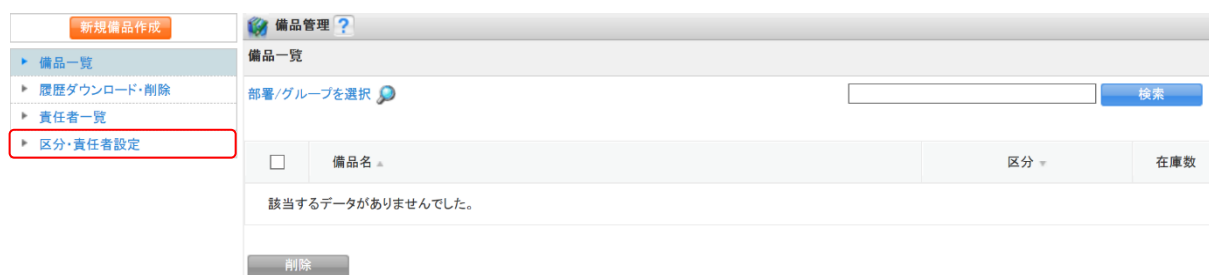 新規備品作成
備品一覧
履歴ダウンロード・削除
責任者一覧
区分・責任者設定
備品管理 ?
備品一覧
部署/グループを選択
検索
備品名 区分 在庫数
該当するデータがありませんでした。
削除